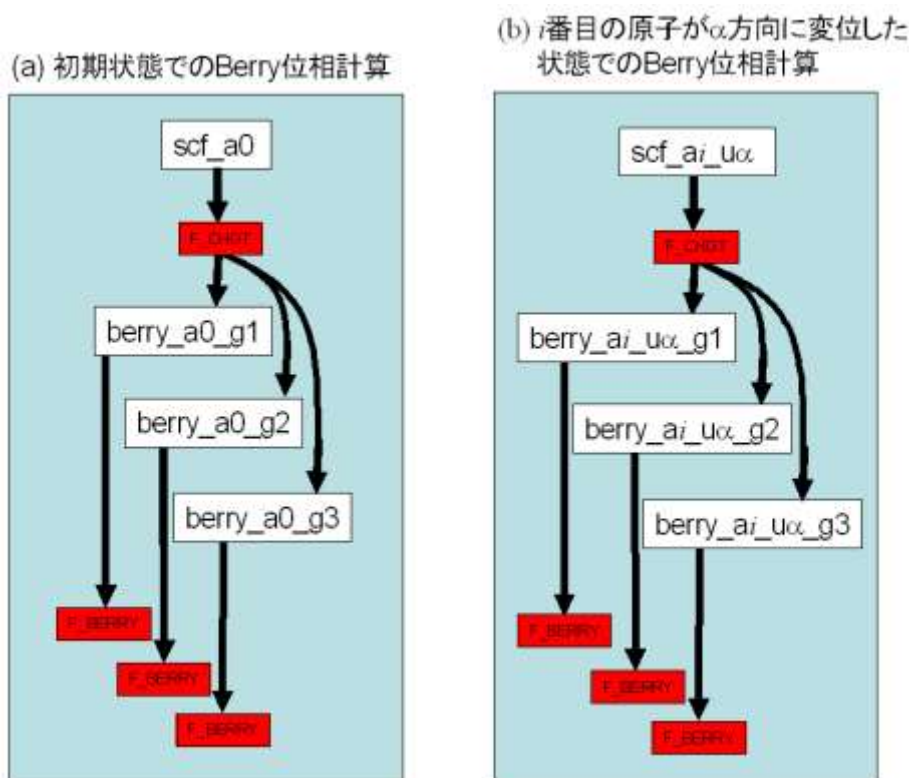 (a) 初期状態でのBerry位相計算
scf_a0
F_CHGT
berry_a0_g1
berry_a0_g2
berry_a0_g3
F_BERRY
F_BERRY
F_BERRY
(b) i番目の原子がα方向に変位した
状態でのBerry位相計算
scf_ai_uα
F_CHGT
berry_ai_uα_g1
berry_ai_uα_g2
berry_ai_uα_g3
F_BERRY
F_BERRY
F_BERRY